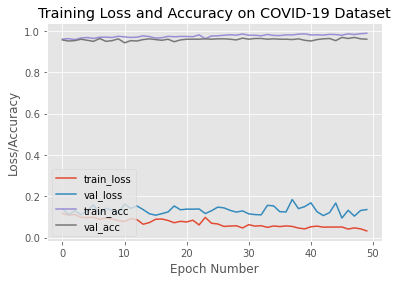 Training Loss and Accuracy on COVID-19 Dataset
1.0
0.8
0.6
0.4
0.2
0.0
Loss/Accuracy
train_loss
val_loss
train_acc
val_acc
0 10 20 30 40 50
Epoch Number